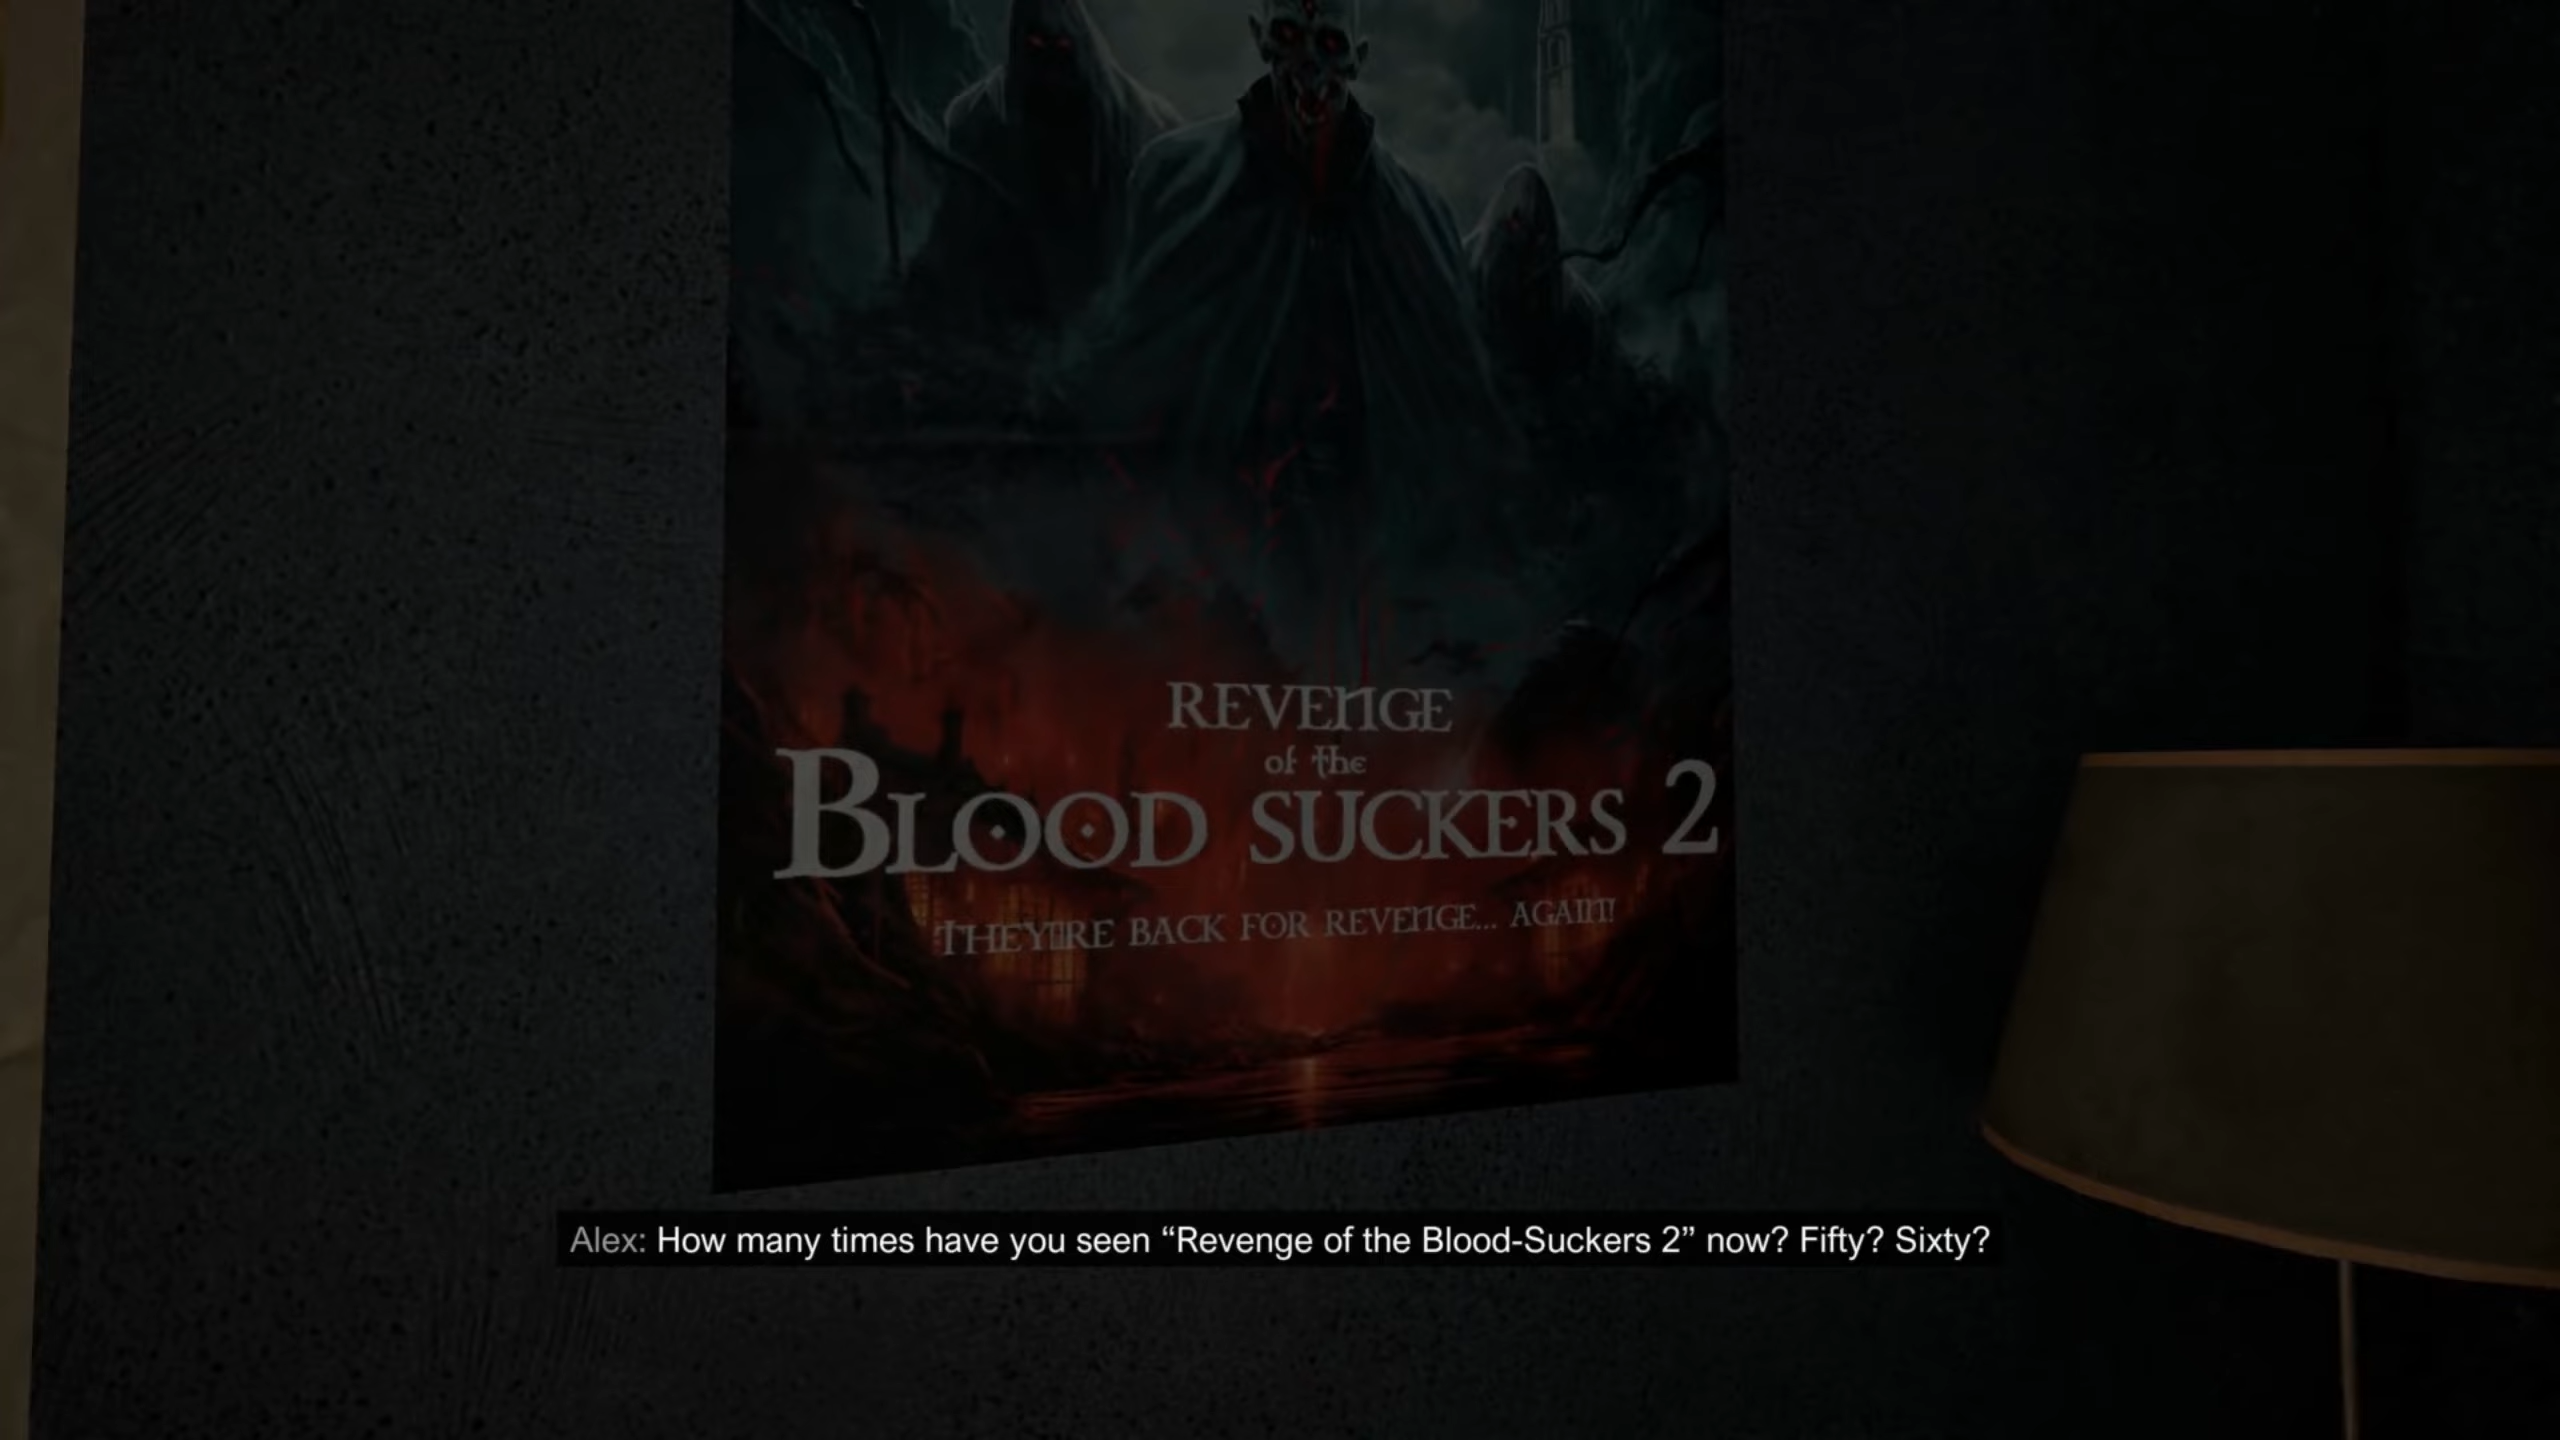 REVENGE
of the
BLOOD SUCKERS 2
THEY□RE BACK FOR REVENGE... AGAIN!
Alex: How many times have you seen “Revenge of the Blood-Suckers 2” now? Fifty? Sixty?